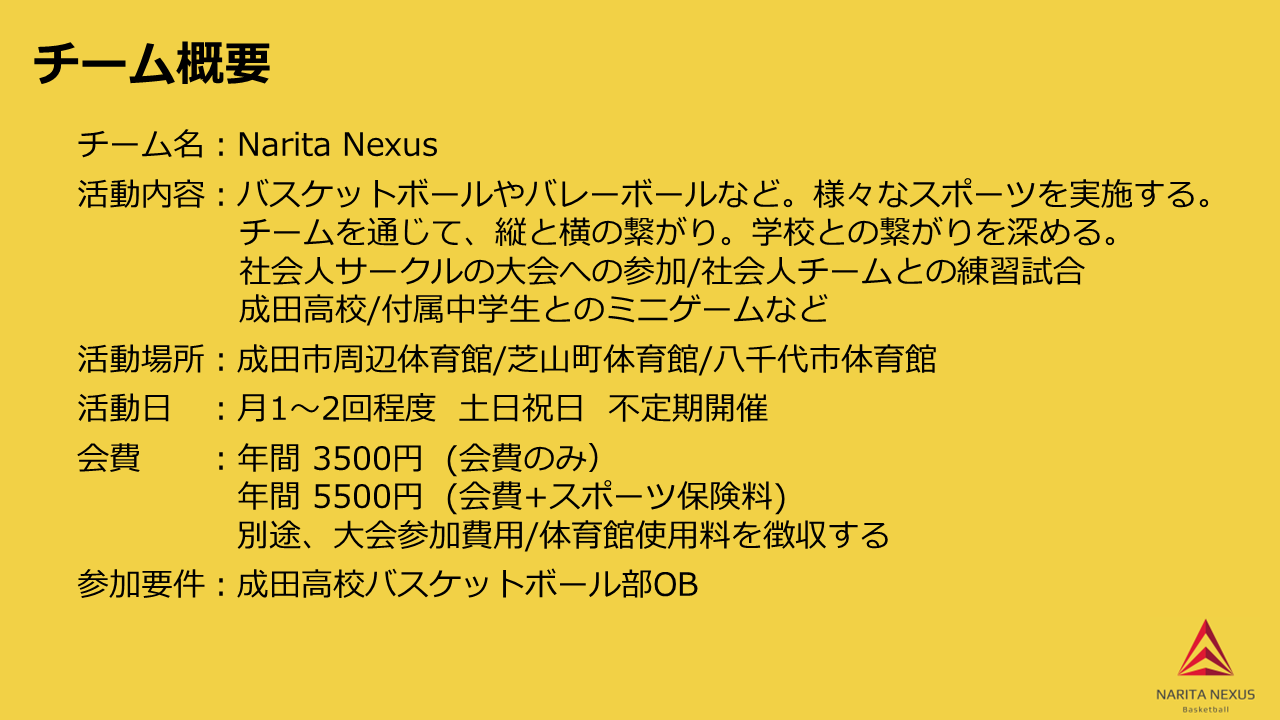 チーム概要
チーム名：Narita Nexus
活動内容：バスケットボールやバレーボールなど。様々なスポーツを実施する。
チームを通じて、縦と横の繋がり。学校との繋がりを深める。
社会人サークルの大会への参加/社会人チームとの練習試合
成田高校/付属中学生とのミニゲームなど
活動場所：成田市周辺体育館/芝山町体育館/八千代市体育館
活動日　：月1～2回程度 土日祝日 不定期開催
会費　　：年間 3500円 (会費のみ）
年間 5500円 (会費+スポーツ保険料)
別途、大会参加費用/体育館使用料を徴収する
参加要件：成田高校バスケットボール部OB
NARITA NEXUS
Basketball